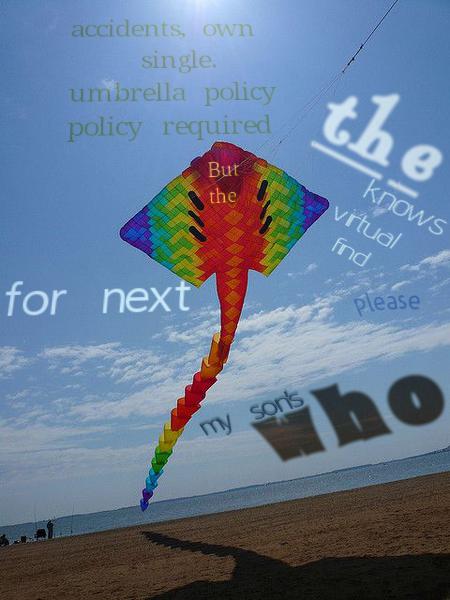 accidents, own
single.
umbrella policy
policy required
But
the
the
knows
virtual
find
for next
please
my son's
who